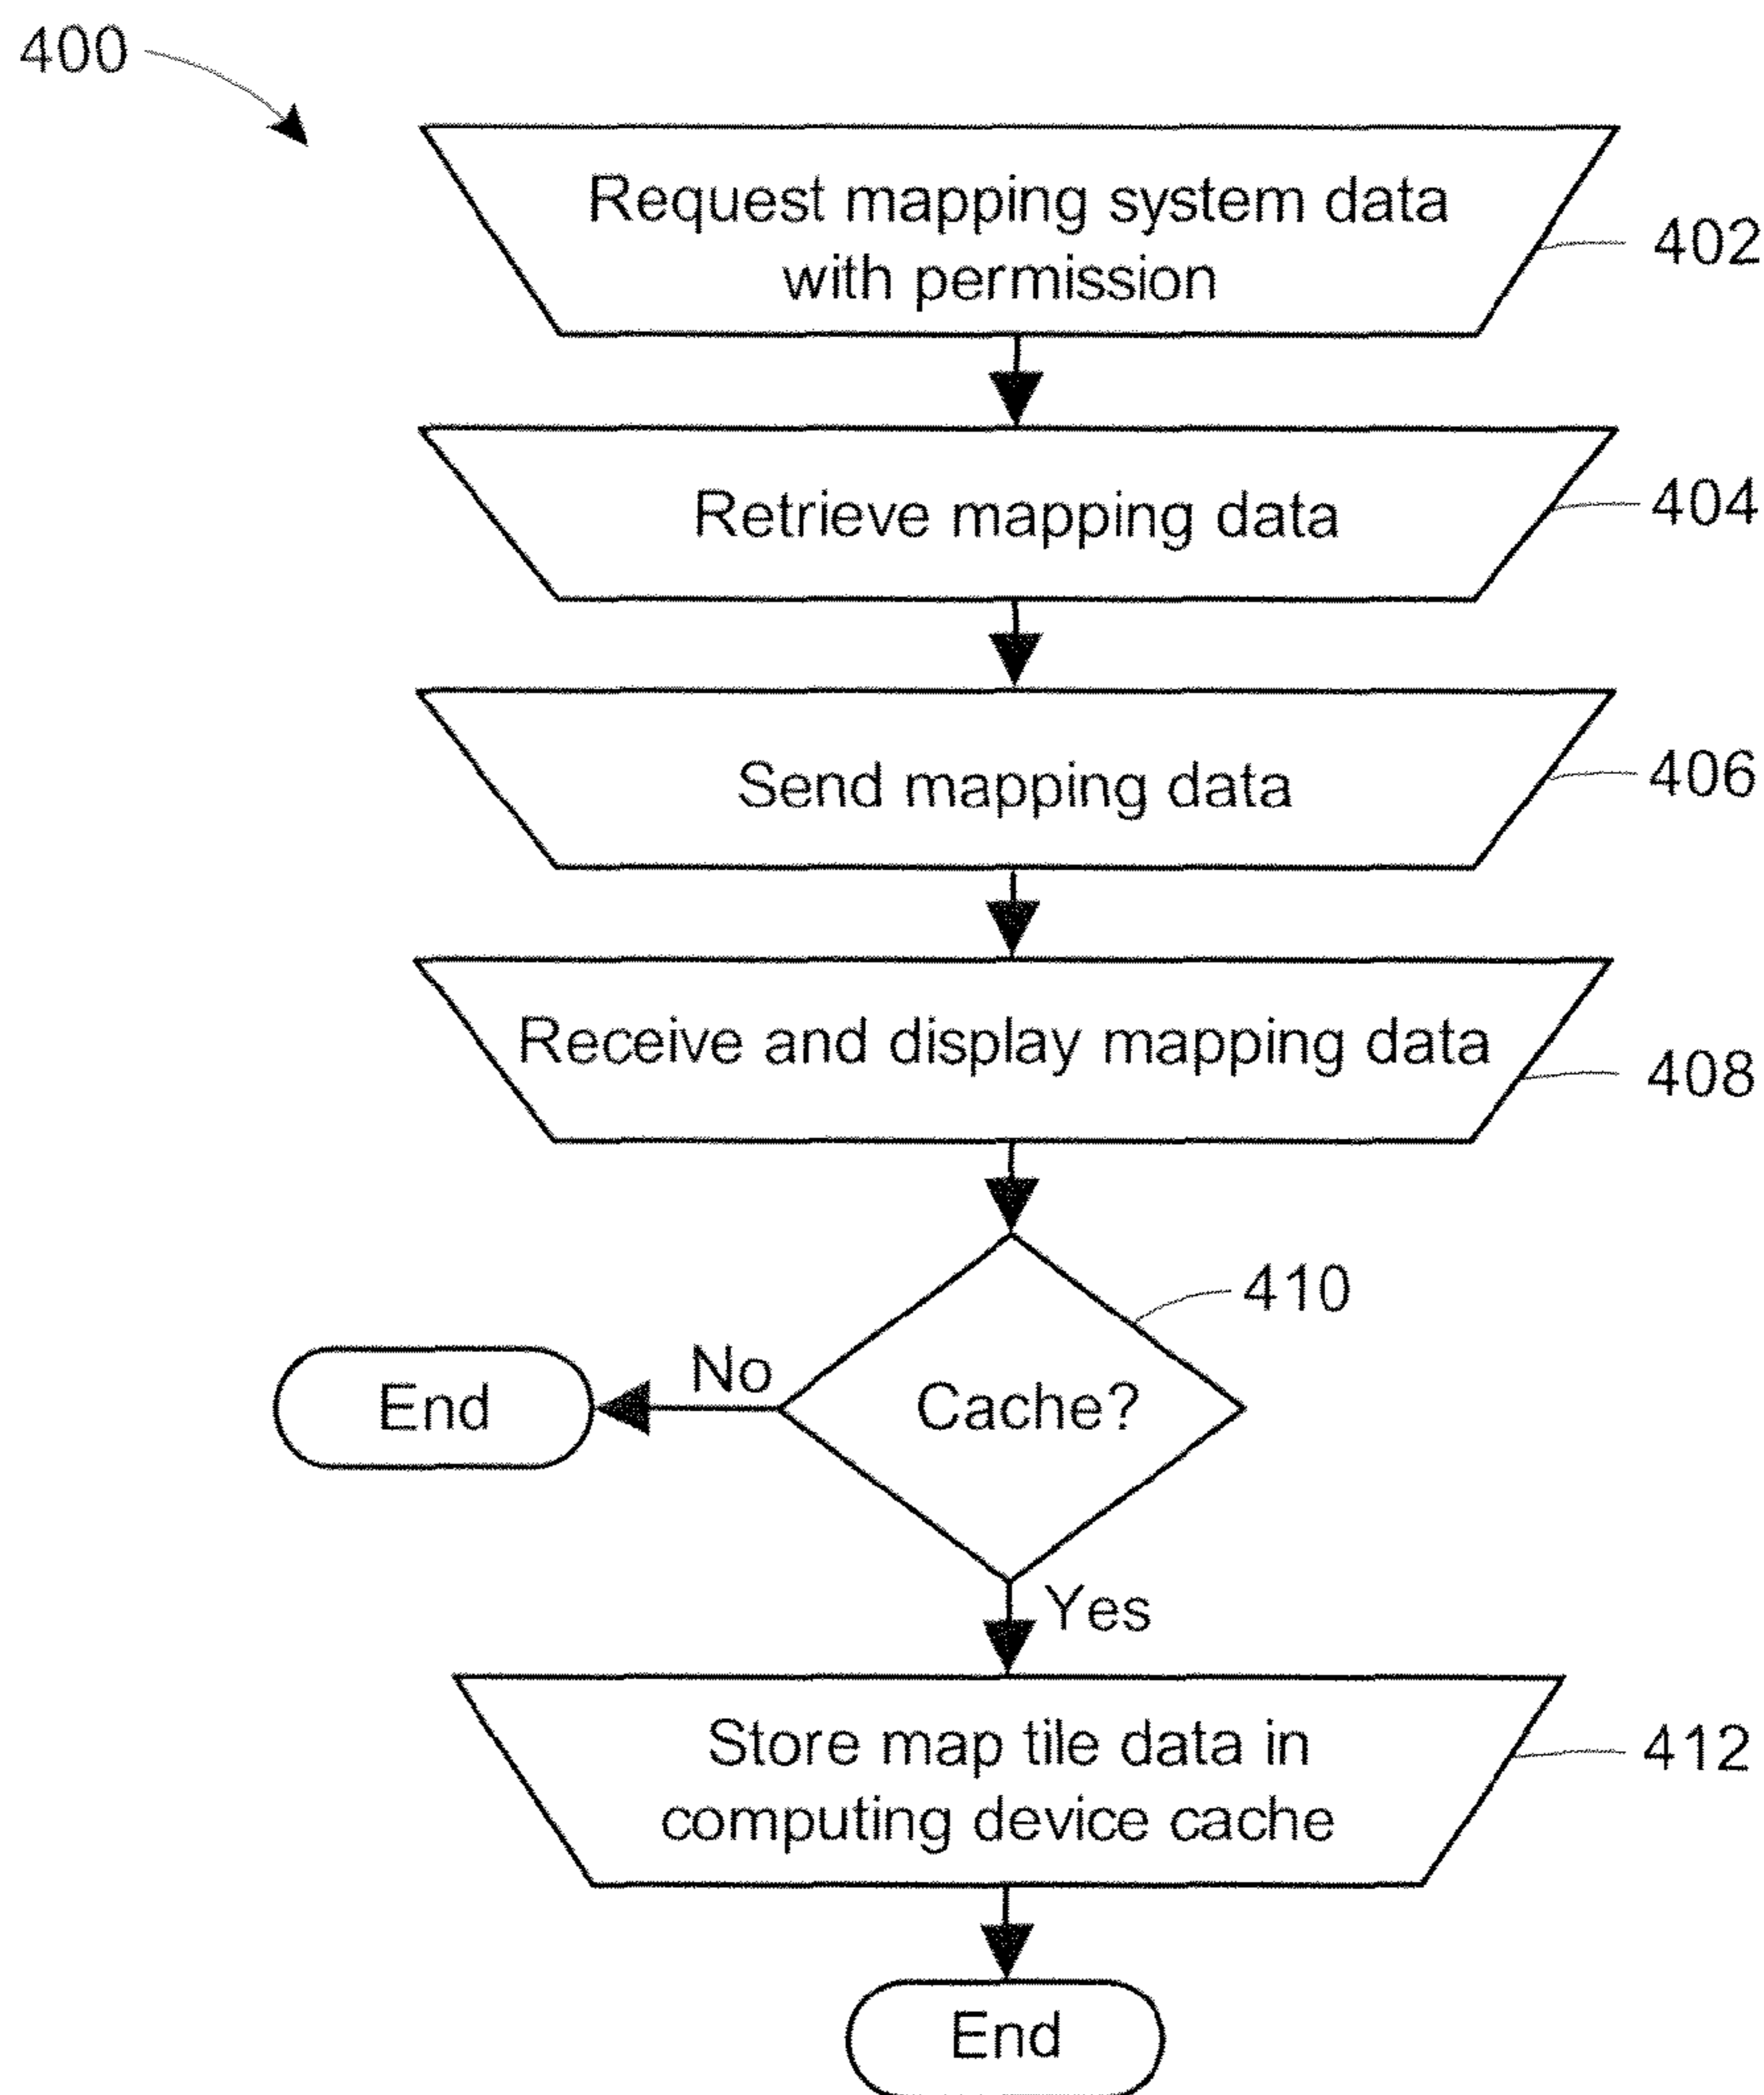 400
Request mapping system data
with permission
402
Retrieve mapping data
404
Send mapping data
406
Receive and display mapping data
408
410
Cache?
No
End
Yes
Store map tile data in
computing device cache
412
End